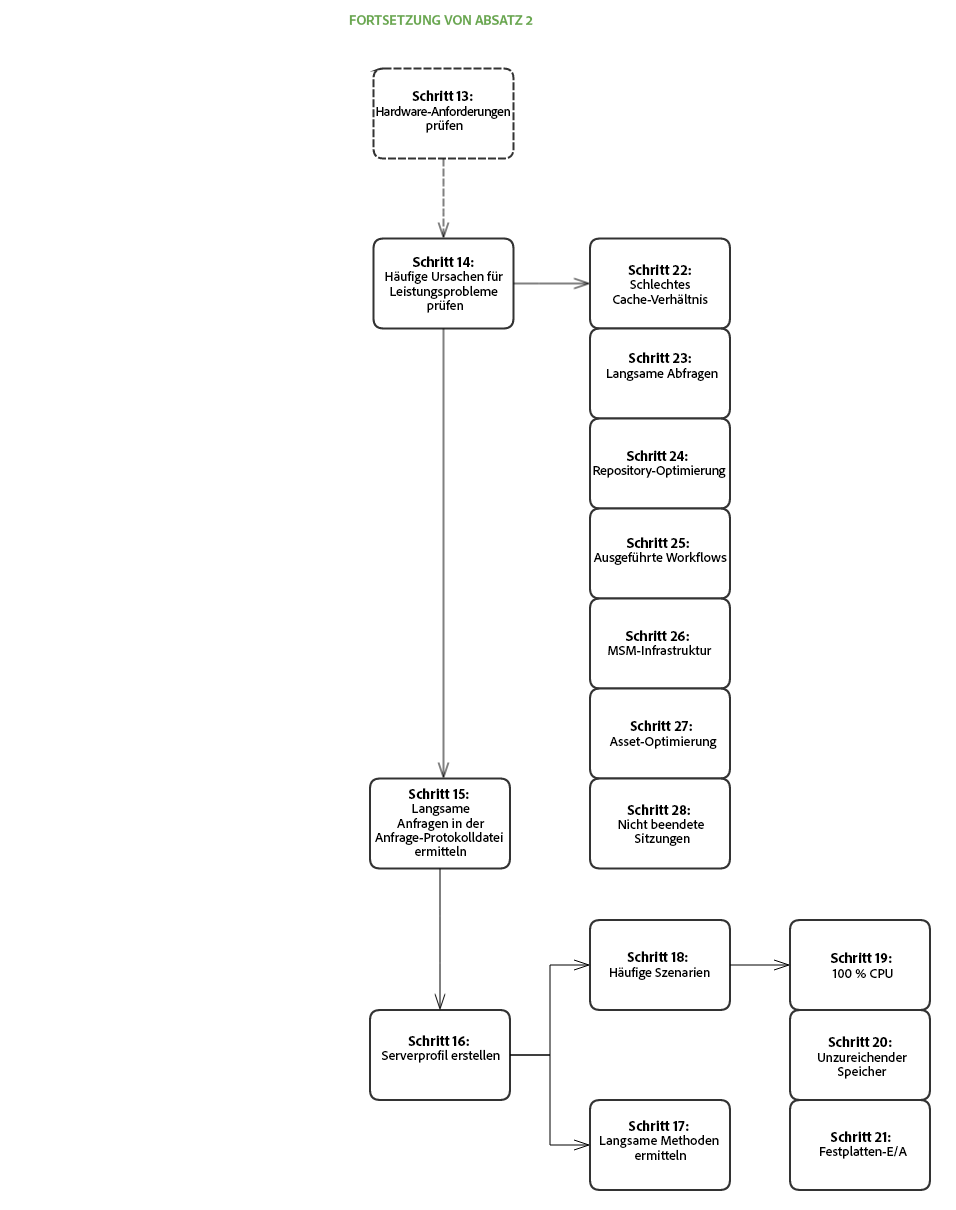 FORTSETZUNG VON ABSATZ 2
Schritt 13:
Hardware-Anforderungen
prüfen
Schritt 14:
Häufige Ursachen für
Leistungsprobleme
prüfen
Schritt 22:
Schlechtes
Cache-Verhältnis
Schritt 23:
Langsame Abfragen
Schritt 24:
Repository-Optimierung
Schritt 25:
Ausgeführte Workflows
Schritt 26:
MSM-Infrastruktur
Schritt 27:
Asset-Optimierung
Schritt 28:
Nicht beendete
Sitzungen
Schritt 15:
Langsame
Anfragen in der
Anfrage-Protokolldatei
ermitteln
Schritt 16:
Serverprofil erstellen
Schritt 18:
Häufige Szenarien
Schritt 17:
Langsame Methoden
ermitteln
Schritt 19:
100 % CPU
Schritt 20:
Unzureichender
Speicher
Schritt 21:
Festplatten-E/A